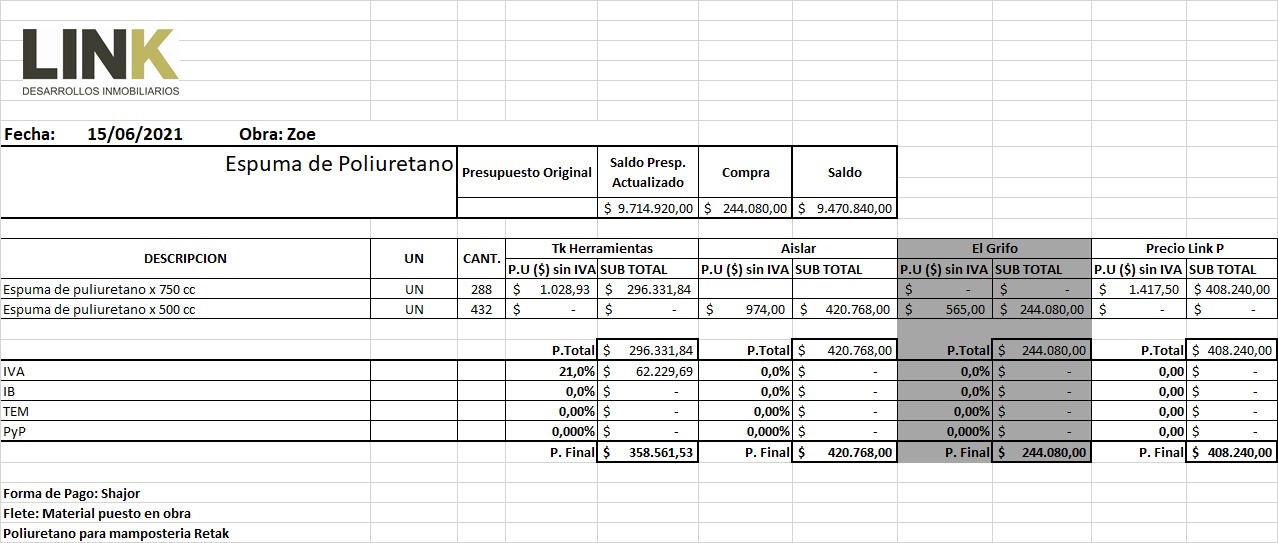 LINK
DESARROLLOS INMOBILIARIOS
Fecha: 15/06/2021 Obra: Zoe
Espuma de Poliuretano Presupuesto Original Saldo Presp. Actualizado Compra Saldo
$ 9.714.920,00 $ 244.080,00 $ 9.470.840,00
DESCRIPCION UN CANT. Tk Herramientas Aislar El Grifo Precio Link P
P.U ($) sin IVA SUB TOTAL P.U ($) sin IVA SUB TOTAL P.U ($) sin IVA SUB TOTAL P.U ($) sin IVA SUB TOTAL
Espuma de puliuretano x 750 cc UN 288 $ 1.028,93 $ 296.331,84 $ - $ - $ 1.417,50 $ 408.240,00
Espuma de puliuretano x 500 cc UN 432 $ - $ - $ 974,00 $ 420.768,00 $ 565,00 $ 244.080,00 $ - $ -
P.Total $ 296.331,84 P.Total $ 420.768,00 P.Total $ 244.080,00 P.Total $ 408.240,00
IVA 21,0% $ 62.229,69 0,0% $ - 0,0% $ - 0,00 $ -
IB 0,0% $ - 0,0% $ - 0,0% $ - 0,00 $ -
TEM 0,00% $ - 0,00% $ - 0,00% $ - 0,00 $ -
PyP 0,000% $ - 0,000% $ - 0,000% $ - 0,00 $ -
P. Final $ 358.561,53 P. Final $ 420.768,00 P. Final $ 244.080,00 P. Final $ 408.240,00
Forma de Pago: Shajor
Flete: Material puesto en obra
Poliuretano para mamposteria Retak